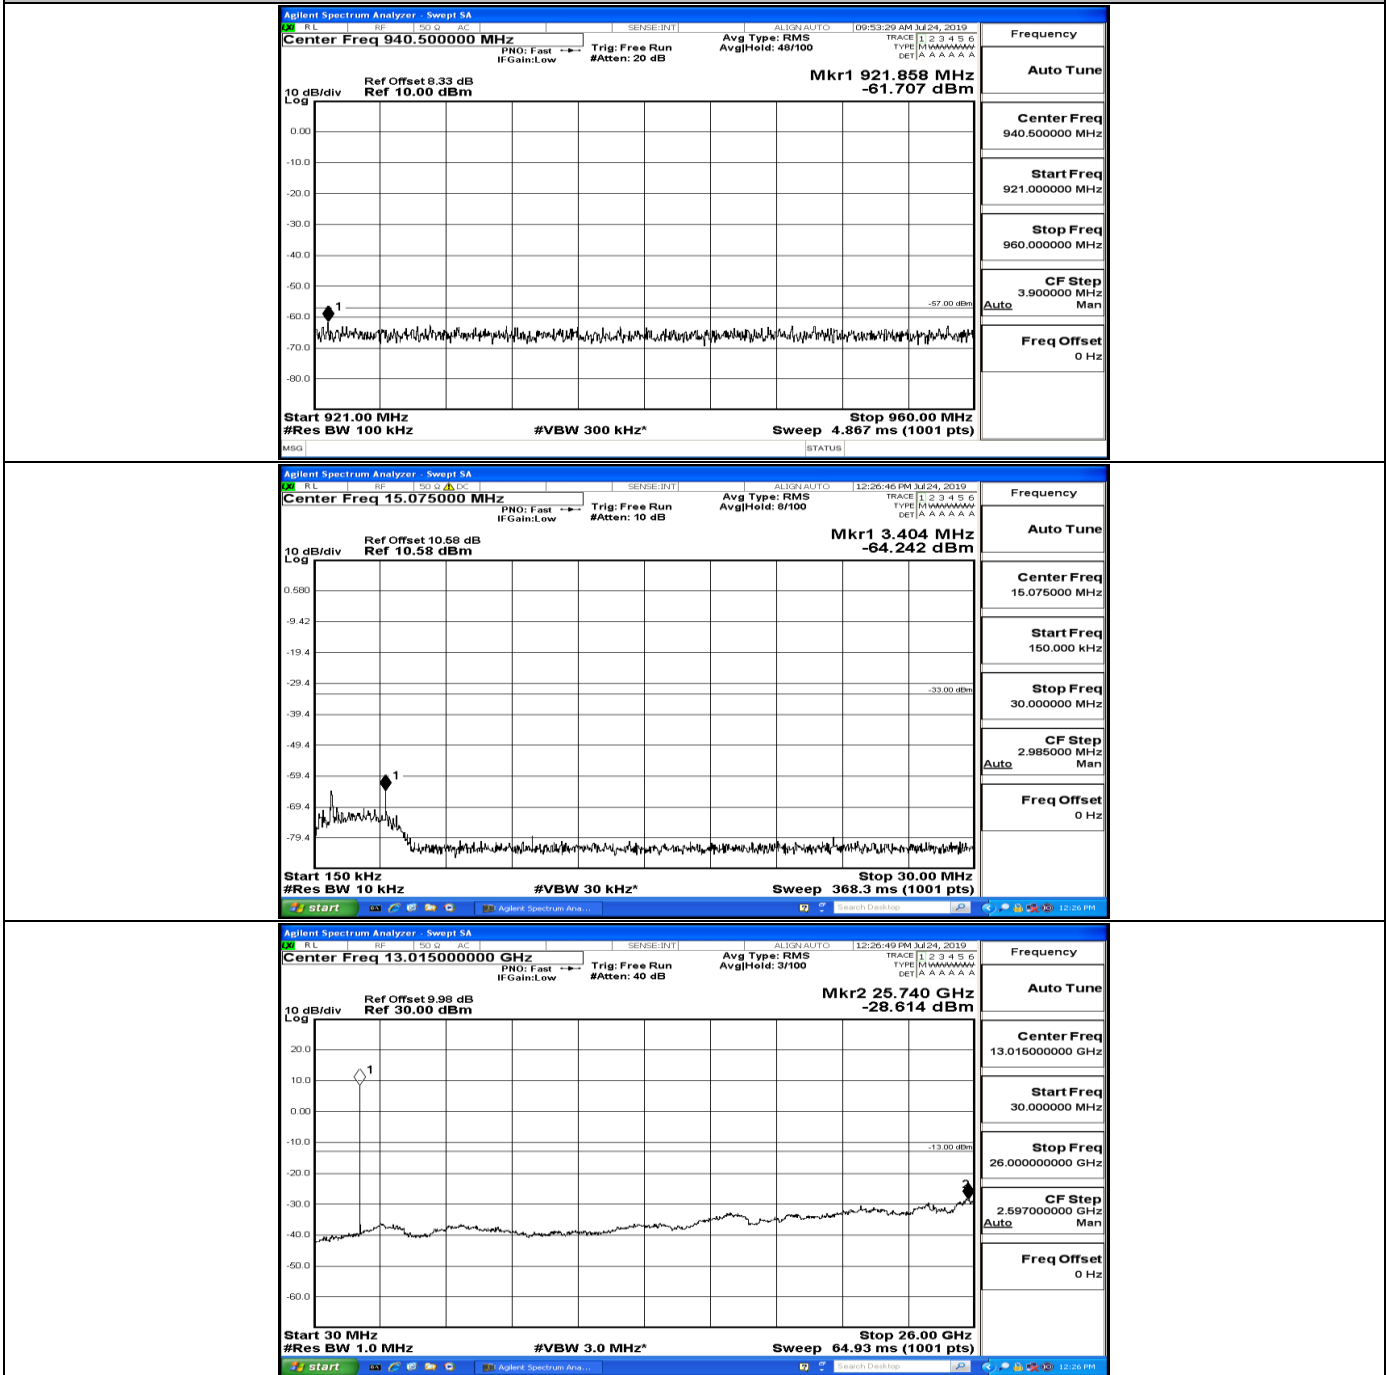 Agilent Spectrum Analyzer - Swept SA
LXI RL RF 50 Ω AC SENSE:INT ALIGN AUTO 09:53:29 AM Jul 24, 2019
Center Freq 940.500000 MHz
PNO: Fast
IFGain:Low
Trig: Free Run
#Atten: 20 dB
Avg Type: RMS
Avg|Hold: 48/100
TRACE 1 2 3 4 5 6
TYPE M WWWWW
DET A A A A A A
Frequency
Ref Offset 8.33 dB
10 dB/div Ref 10.00 dBm
Log
Mkr1 921.858 MHz
-61.707 dBm
0.00
-10.0
-20.0
-30.0
-40.0
-50.0
-60.0
-70.0
-80.0
1
-57.00 dBm
Start 921.00 MHz Stop 960.00 MHz
#Res BW 100 kHz #VBW 300 kHz* Sweep 4.867 ms (1001 pts)
MSG STATUS
Auto Tune
Center Freq
940.500000 MHz
Start Freq
921.000000 MHz
Stop Freq
960.000000 MHz
CF Step
3.900000 MHz
Auto Man
Freq Offset
0 Hz
Agilent Spectrum Analyzer - Swept SA
LXI RL RF 50 Ω DC SENSE:INT ALIGN AUTO 12:26:46 PM Jul 24, 2019
Center Freq 15.075000 MHz
PNO: Fast
IFGain:Low
Trig: Free Run
#Atten: 10 dB
Avg Type: RMS
Avg|Hold: 8/100
TRACE 1 2 3 4 5 6
TYPE M WWWWW
DET A A A A A A
Frequency
Ref Offset 10.58 dB
10 dB/div Ref 10.58 dBm
Log
Mkr1 3.404 MHz
-64.242 dBm
0.580
-9.42
-19.4
-29.4
-39.4
-49.4
-59.4
-69.4
-79.4
1
-33.00 dBm
Start 150 kHz Stop 30.00 MHz
#Res BW 10 kHz #VBW 30 kHz* Sweep 368.3 ms (1001 pts)
Auto Tune
Center Freq
15.075000 MHz
Start Freq
150.000 kHz
Stop Freq
30.000000 MHz
CF Step
2.985000 MHz
Auto Man
Freq Offset
0 Hz
start Agilent Spectrum Ana... Search Desktop 12:26 PM
Agilent Spectrum Analyzer - Swept SA
LXI RL RF 50 Ω AC SENSE:INT ALIGN AUTO 12:26:49 PM Jul 24, 2019
Center Freq 13.015000000 GHz
PNO: Fast
IFGain:Low
Trig: Free Run
#Atten: 40 dB
Avg Type: RMS
Avg|Hold: 3/100
TRACE 1 2 3 4 5 6
TYPE M WWWWW
DET A A A A A A
Frequency
Ref Offset 9.98 dB
10 dB/div Ref 30.00 dBm
Log
Mkr2 25.740 GHz
-28.614 dBm
20.0
10.0
0.00
-10.0
-20.0
-30.0
-40.0
-50.0
-60.0
1
2
-13.00 dBm
Start 30 MHz Stop 26.00 GHz
#Res BW 1.0 MHz #VBW 3.0 MHz* Sweep 64.93 ms (1001 pts)
Auto Tune
Center Freq
13.015000000 GHz
Start Freq
30.000000 MHz
Stop Freq
26.000000000 GHz
CF Step
2.597000000 GHz
Auto Man
Freq Offset
0 Hz
start Agilent Spectrum Ana... Search Desktop 12:26 PM